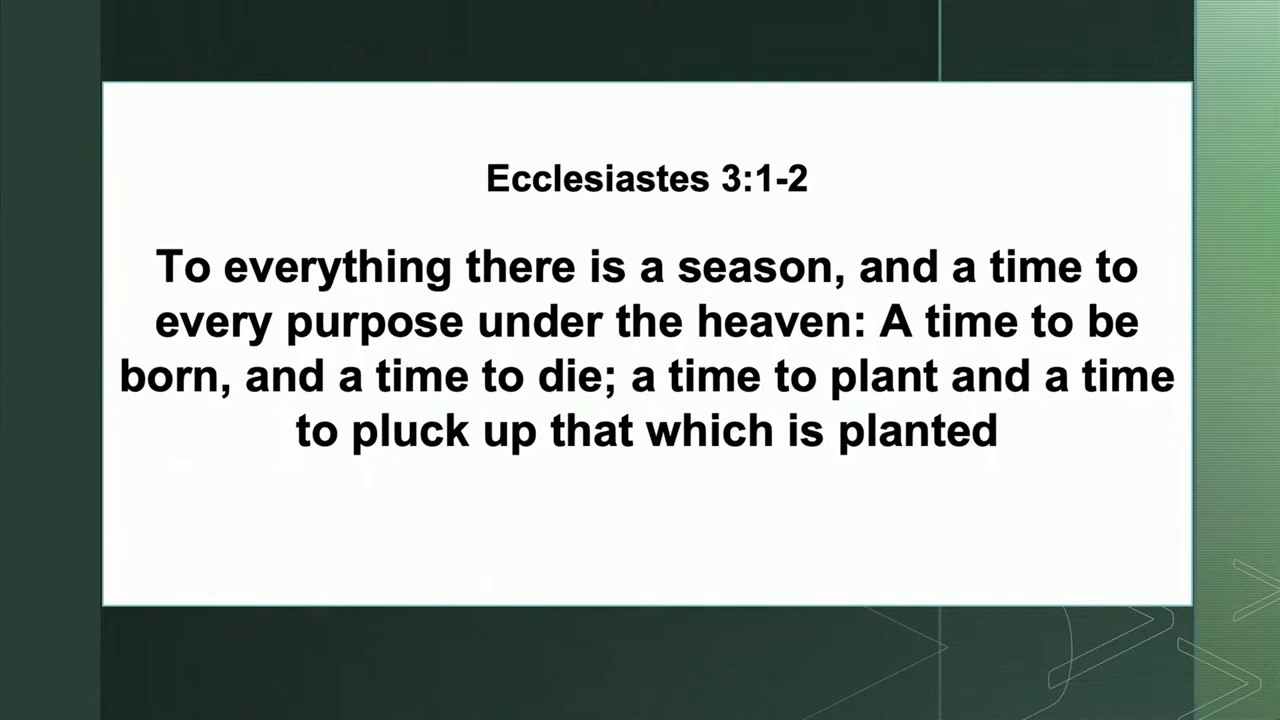 Ecclesiastes 3:1-2
To everything there is a season, and a time to
every purpose under the heaven: A time to be
born, and a time to die; a time to plant and a time
to pluck up that which is planted